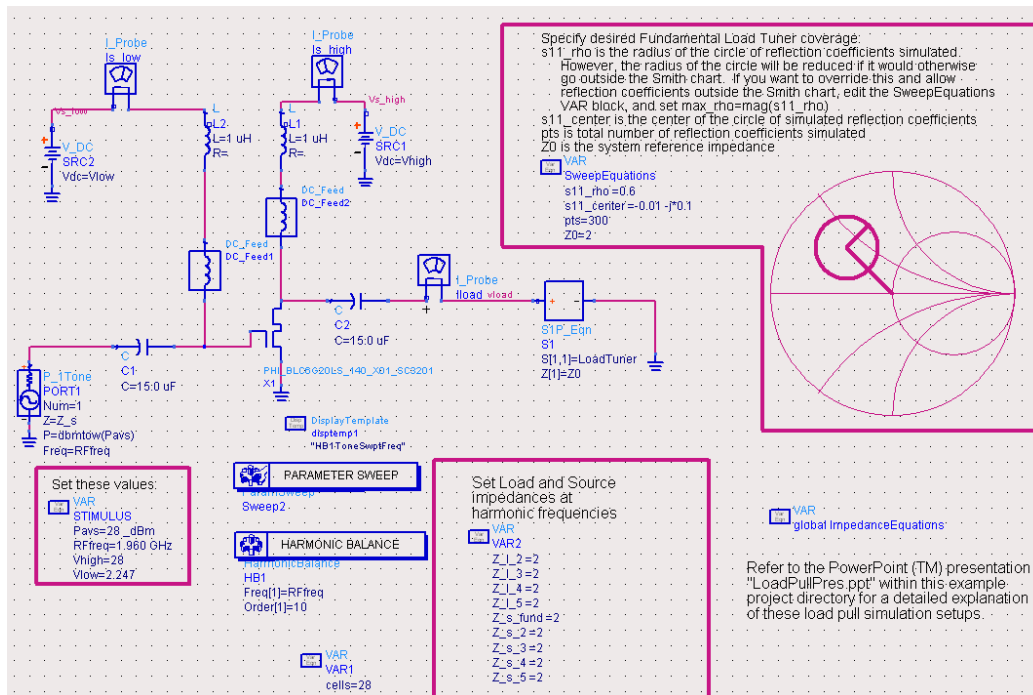 I_Probe
Is_low
I_Probe
Is_high
Vs_low
Vs_high
L
L2
L=1 uH
R=
L
L1
L=1 uH
R=
V_DC
SRC2
Vdc=Vlow
V_DC
SRC1
Vdc=Vhigh
DC_Feed
DC_Feed2
DC_Feed
DC_Feed1
C
C1
C=15.0 uF
C
C2
C=15.0 uF
I_Probe
Iload
vload
S1P_Eqn
S1
S[1,1]=LoadTuner
Z[1]=Z0
P_1Tone
PORT1
Num=1
Z=Z_s
P=dbmtow(Pavs)
Freq=RFfreq
X1
DisplayTemplate
disptemp1
"HB1ToneSwptFreq"
Specify desired Fundamental Load Tuner coverage:
s11_rho is the radius of the circle of reflection coefficients simulated.
However, the radius of the circle will be reduced if it would otherwise
go outside the Smith chart. If you want to override this and allow
reflection coefficients outside the Smith chart, edit the SweepEquations
VAR block, and set max_rho=mag(s11_rho)
s11_center is the center of the circle of simulated reflection coefficients
pts is total number of reflection coefficients simulated
Z0 is the system reference impedance
Var
Eqn
VAR
SweepEquations
s11_rho =0.6
s11_center =-0.01 -j*0.1
pts=300
Z0=2
Set these values:
Var
Eqn
VAR
STIMULUS
Pavs=28 _dBm
RFfreq=1.960 GHz
Vhigh=28
Vlow=2.247
PARAMETER SWEEP
ParamSweep
Sweep2
HARMONIC BALANCE
HarmonicBalance
HB1
Freq[1]=RFfreq
Order[1]=10
Var
Eqn
VAR
VAR1
cells=28
Set Load and Source
impedances at
harmonic frequencies
Var
Eqn
VAR
VAR2
Z_l_2 =2
Z_l_3 =2
Z_l_4 =2
Z_l_5 =2
Z_s_fund =2
Z_s_2 =2
Z_s_3 =2
Z_s_4 =2
Z_s_5 =2
Var
Eqn
VAR
global ImpedanceEquations
Refer to the PowerPoint (TM) presentation
"LoadPullPres.ppt" within this example
project directory for a detailed explanation
of these load pull simulation setups.